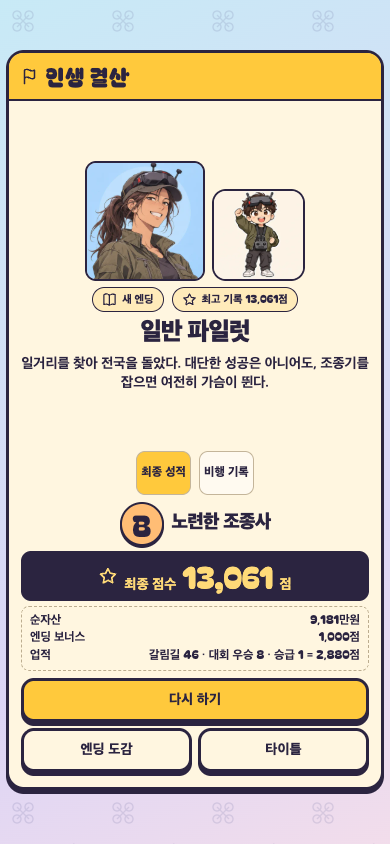 인생 결산
새 엔딩
최고 기록 13,061점
일반 파일럿
일거리를 찾아 전국을 돌았다. 대단한 성공은 아니어도, 조종기를
잡으면 여전히 가슴이 뛴다.
최종 성적
비행 기록
B 노련한 조종사
최종 점수 13,061 점
순자산 9,181만원
엔딩 보너스 1,000점
업적 갈림길 46 · 대회 우승 8 · 승급 1 = 2,880점
다시 하기
엔딩 도감
타이틀